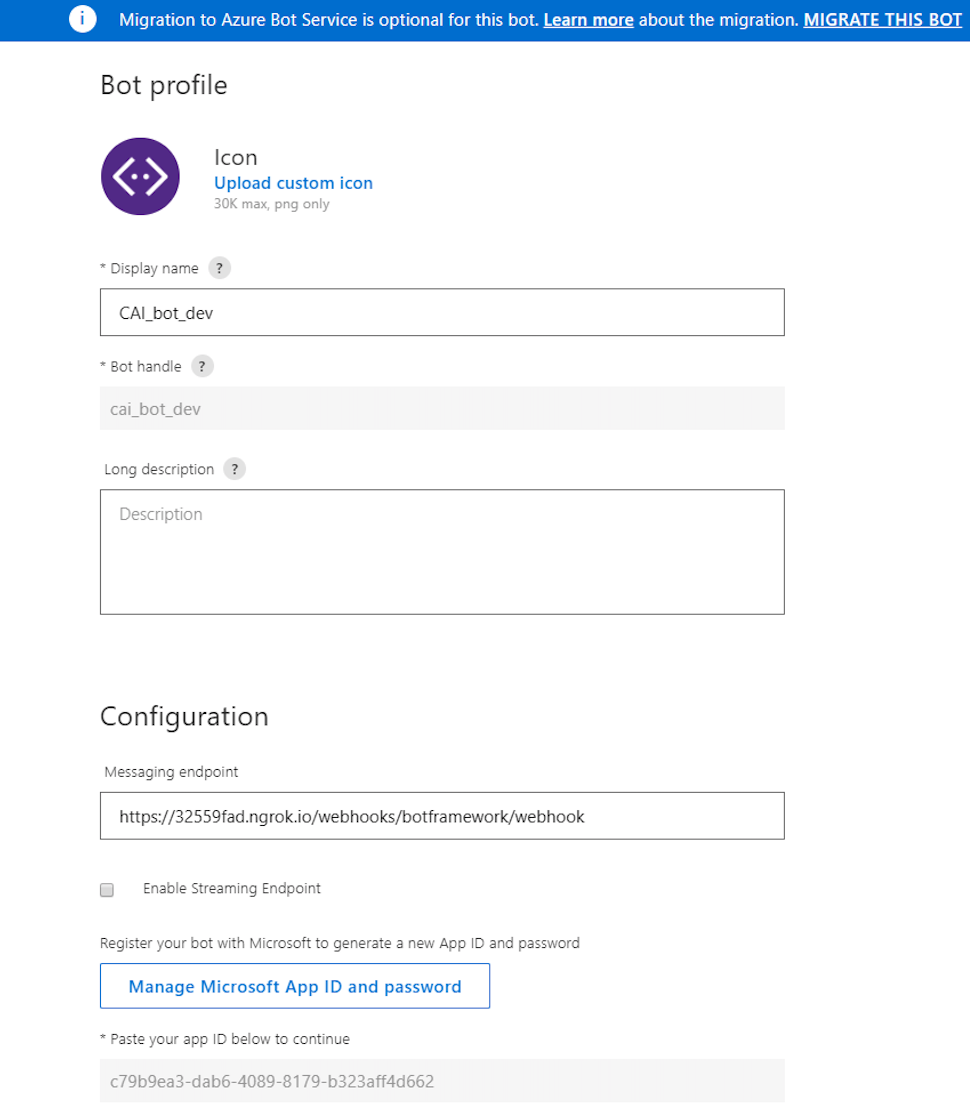 i Migration to Azure Bot Service is optional for this bot. Learn more about the migration. MIGRATE THIS BOT
Bot profile
Icon
Upload custom icon
30K max, png only
* Display name ?
CAI_bot_dev
* Bot handle ?
cai_bot_dev
Long description ?
Description
Configuration
Messaging endpoint
https://32559fad.ngrok.io/webhooks/botframework/webhook
Enable Streaming Endpoint
Register your bot with Microsoft to generate a new App ID and password
Manage Microsoft App ID and password
* Paste your app ID below to continue
c79b9ea3-dab6-4089-8179-b323aff4d662